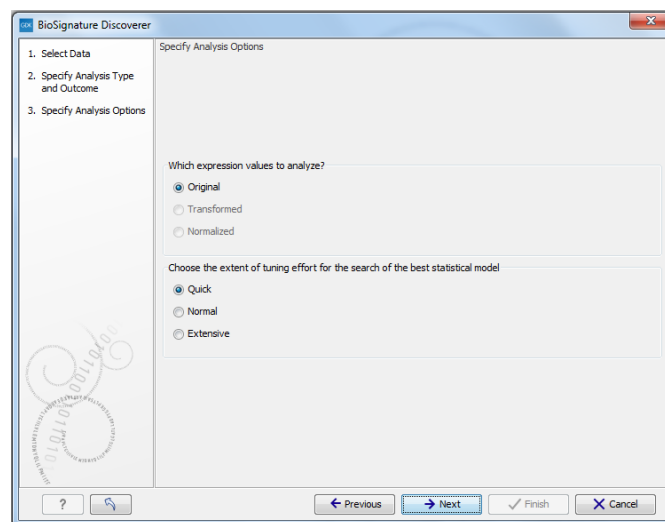 BioSignature Discoverer
1. Select Data
2. Specify Analysis Type
and Outcome
3. Specify Analysis Options
Specify Analysis Options
Which expression values to analyze?
Original
Transformed
Normalized
Choose the extent of tuning effort for the search of the best statistical model
Quick
Normal
Extensive
?
Previous
Next
Finish
Cancel